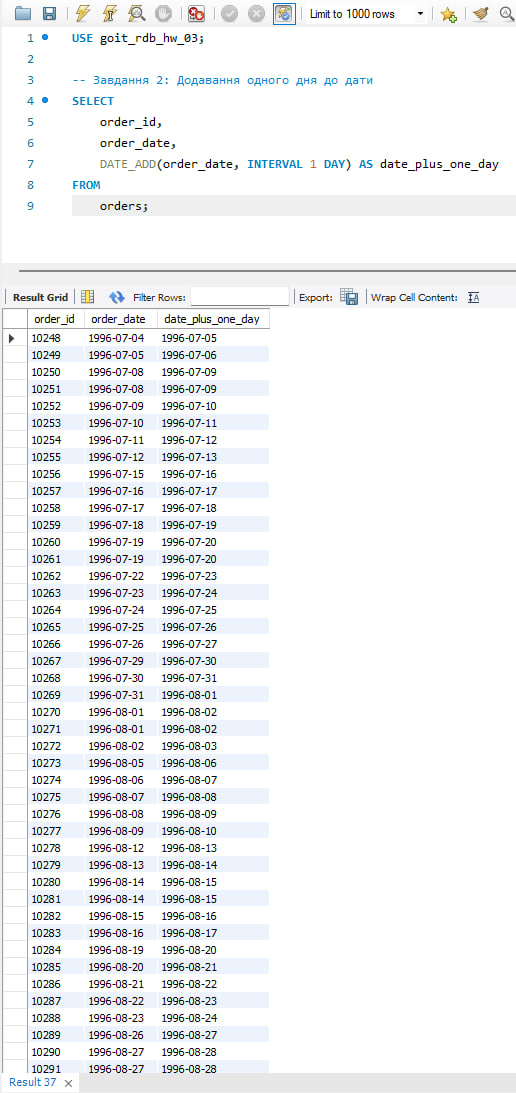 Limit to 1000 rows
1 USE goit_rdb_hw_03;
2
3 -- Завдання 2: Додавання одного дня до дати
4 SELECT
5 order_id,
6 order_date,
7 DATE_ADD(order_date, INTERVAL 1 DAY) AS date_plus_one_day
8 FROM
9 orders;
Result Grid Filter Rows: Export: Wrap Cell Content:
order_id order_date date_plus_one_day
10248 1996-07-04 1996-07-05
10249 1996-07-05 1996-07-06
10250 1996-07-08 1996-07-09
10251 1996-07-08 1996-07-09
10252 1996-07-09 1996-07-10
10253 1996-07-10 1996-07-11
10254 1996-07-11 1996-07-12
10255 1996-07-12 1996-07-13
10256 1996-07-15 1996-07-16
10257 1996-07-16 1996-07-17
10258 1996-07-17 1996-07-18
10259 1996-07-18 1996-07-19
10260 1996-07-19 1996-07-20
10261 1996-07-19 1996-07-20
10262 1996-07-22 1996-07-23
10263 1996-07-23 1996-07-24
10264 1996-07-24 1996-07-25
10265 1996-07-25 1996-07-26
10266 1996-07-26 1996-07-27
10267 1996-07-29 1996-07-30
10268 1996-07-30 1996-07-31
10269 1996-07-31 1996-08-01
10270 1996-08-01 1996-08-02
10271 1996-08-01 1996-08-02
10272 1996-08-02 1996-08-03
10273 1996-08-05 1996-08-06
10274 1996-08-06 1996-08-07
10275 1996-08-07 1996-08-08
10276 1996-08-08 1996-08-09
10277 1996-08-09 1996-08-10
10278 1996-08-12 1996-08-13
10279 1996-08-13 1996-08-14
10280 1996-08-14 1996-08-15
10281 1996-08-14 1996-08-15
10282 1996-08-15 1996-08-16
10283 1996-08-16 1996-08-17
10284 1996-08-19 1996-08-20
10285 1996-08-20 1996-08-21
10286 1996-08-21 1996-08-22
10287 1996-08-22 1996-08-23
10288 1996-08-23 1996-08-24
10289 1996-08-26 1996-08-27
10290 1996-08-27 1996-08-28
10291 1996-08-27 1996-08-28
Result 37